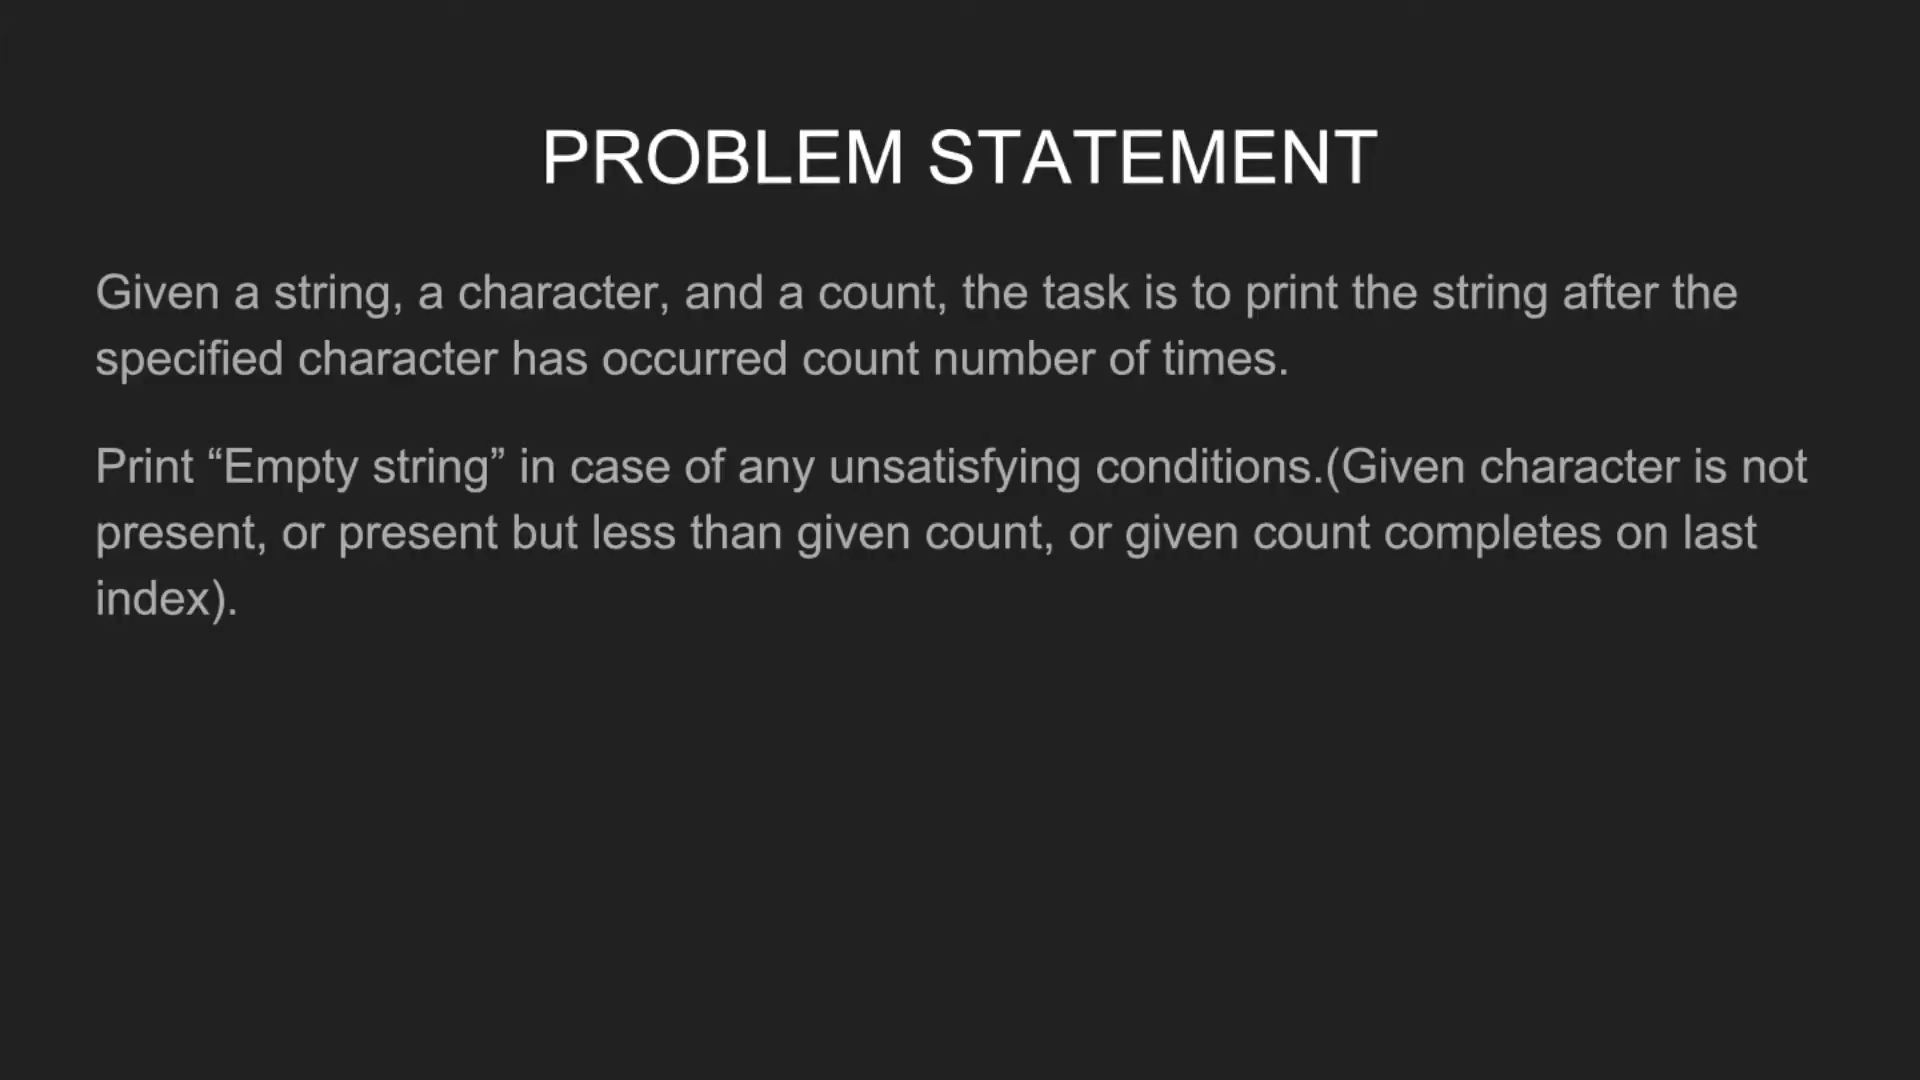 PROBLEM STATEMENT
Given a string, a character, and a count, the task is to print the string after the
specified character has occurred count number of times.
Print “Empty string” in case of any unsatisfying conditions.(Given character is not
present, or present but less than given count, or given count completes on last
index).